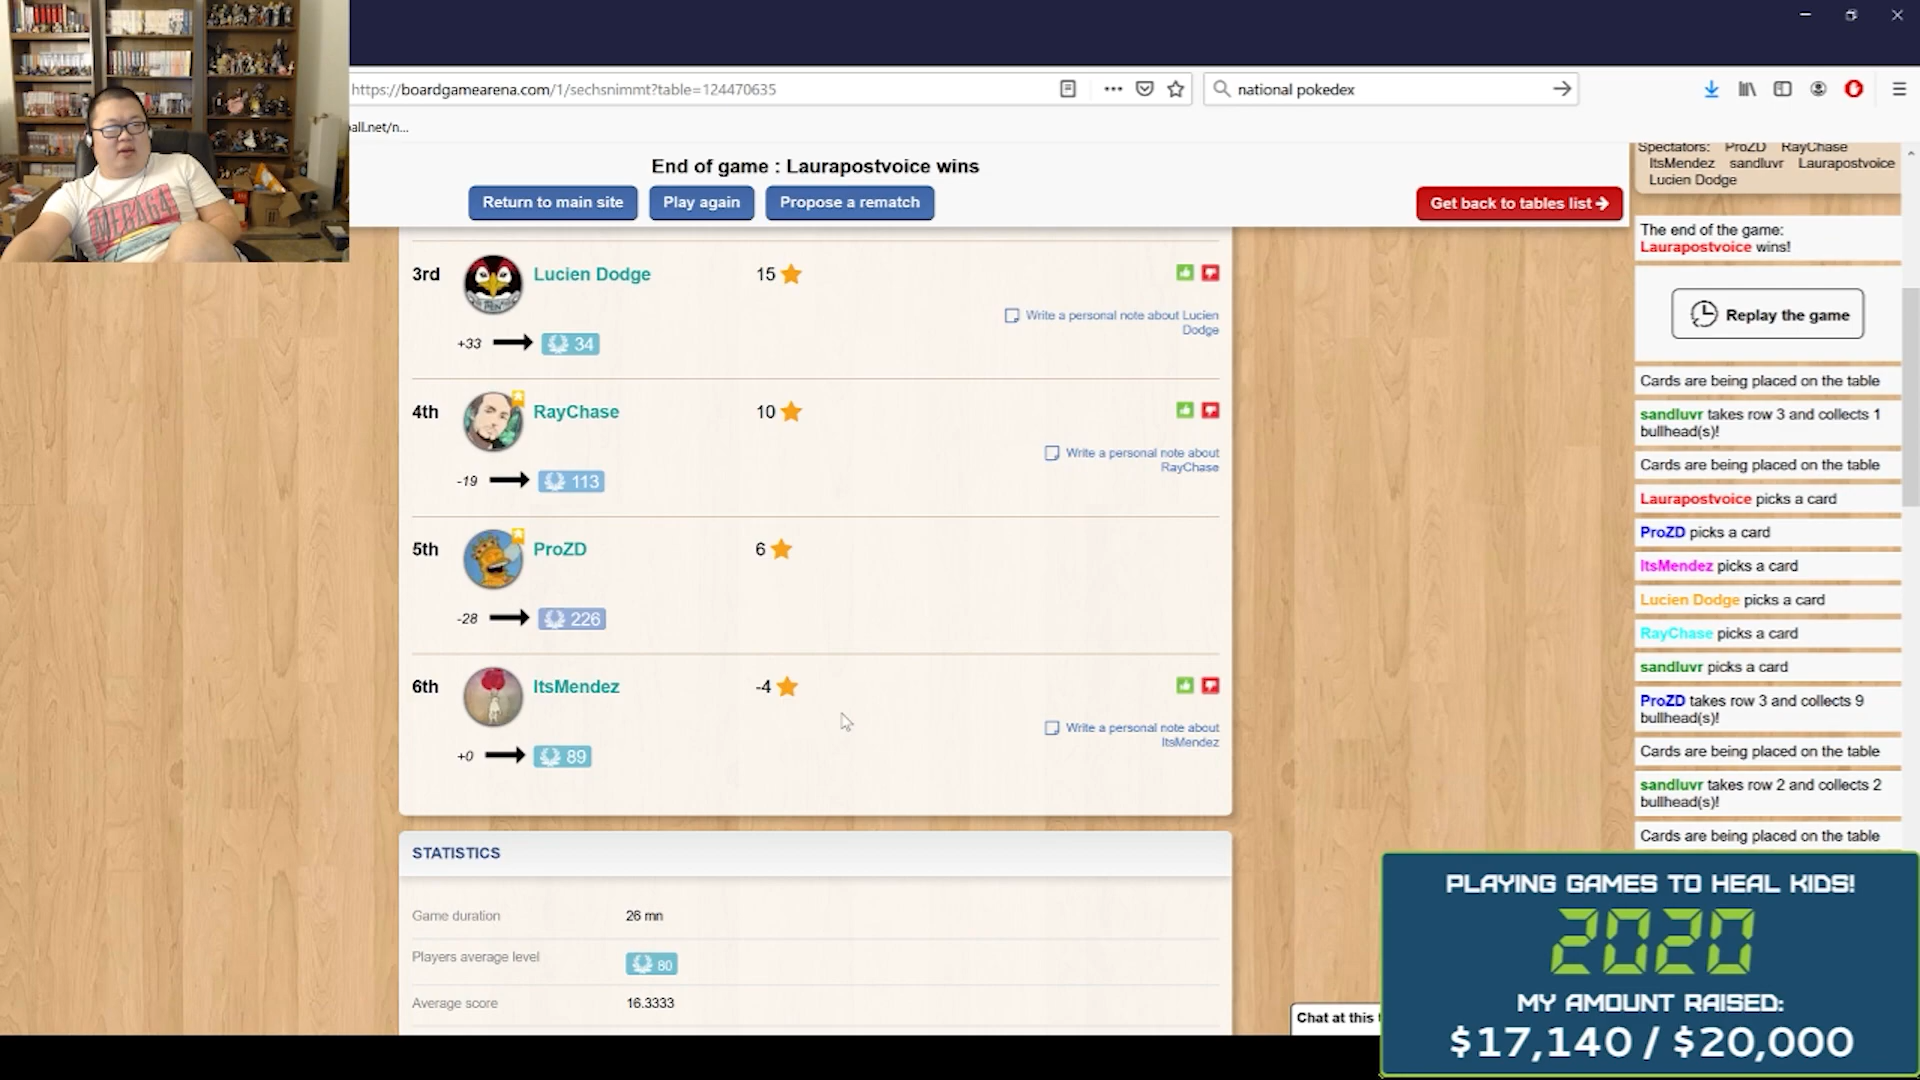 https://boardgamearena.com/1/sechsnimmt?table=124470635
national pokedex
all.net/n...
End of game : Laurapostvoice wins
Return to main site
Play again
Propose a rematch
Get back to tables list
3rd
Lucien Dodge
15
Write a personal note about Lucien
Dodge
+33
34
4th
RayChase
10
Write a personal note about
RayChase
-19
113
5th
ProZD
6
-28
226
6th
ItsMendez
-4
Write a personal note about
ItsMendez
+0
89
STATISTICS
Game duration 26 mn
Players average level 80
Average score 16.3333
Spectators: ProZD RayChase
ItsMendez sandluvr Laurapostvoice
Lucien Dodge
The end of the game:
Laurapostvoice wins!
Replay the game
Cards are being placed on the table
sandluvr takes row 3 and collects 1
bullhead(s)!
Cards are being placed on the table
Laurapostvoice picks a card
ProZD picks a card
ItsMendez picks a card
Lucien Dodge picks a card
RayChase picks a card
sandluvr picks a card
ProZD takes row 3 and collects 9
bullhead(s)!
Cards are being placed on the table
sandluvr takes row 2 and collects 2
bullhead(s)!
Cards are being placed on the table
Chat at this
PLAYING GAMES TO HEAL KIDS!
2020
MY AMOUNT RAISED:
$17,140 / $20,000
MEGA64